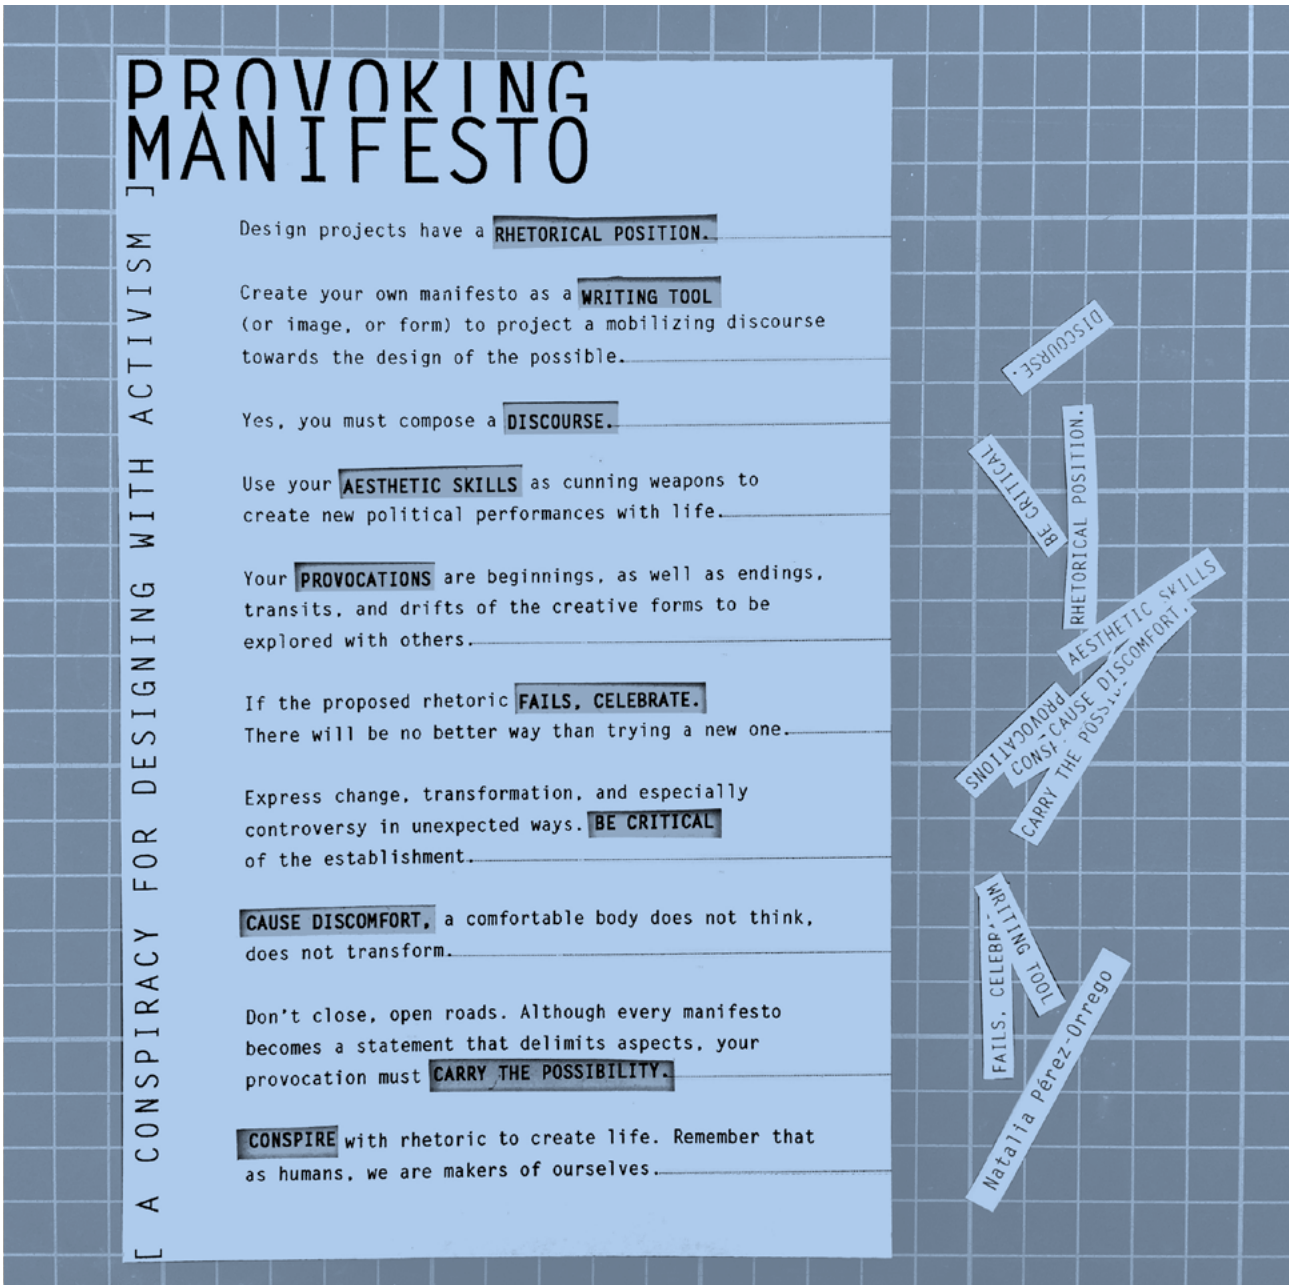 PROVOKING
MANIFESTO
[ A CONSPIRACY FOR DESIGNING WITH ACTIVISM ]
Design projects have a RHETORICAL POSITION.
Create your own manifesto as a WRITING TOOL
(or image, or form) to project a mobilizing discourse
towards the design of the possible.
Yes, you must compose a DISCOURSE.
Use your AESTHETIC SKILLS as cunning weapons to
create new political performances with life.
Your PROVOCATIONS are beginnings, as well as endings,
transits, and drifts of the creative forms to be
explored with others.
If the proposed rhetoric FAILS, CELEBRATE.
There will be no better way than trying a new one.
Express change, transformation, and especially
controversy in unexpected ways. BE CRITICAL
of the establishment.
CAUSE DISCOMFORT, a comfortable body does not think,
does not transform.
Don't close, open roads. Although every manifesto
becomes a statement that delimits aspects, your
provocation must CARRY THE POSSIBILITY.
CONSPIRE with rhetoric to create life. Remember that
as humans, we are makers of ourselves.
DISCOURSE.
RHETORICAL POSITION.
BE CRITICAL
AESTHETIC SKILLS
CAUSE DISCOMFORT,
PROVOCATIONS
CARRY THE
WRITING TOOL
FAILS,
Natalia Pérez-Orrego